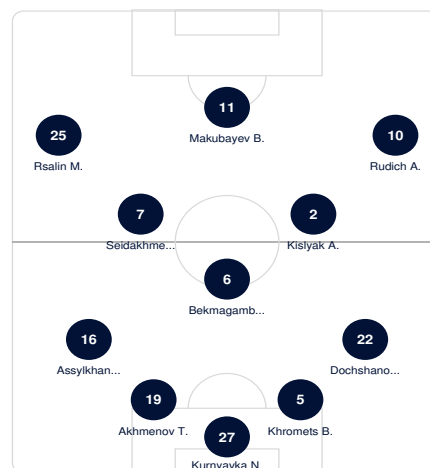 11
Makubayev B.
25
Rsalin M.
10
Rudich A.
7
Seidakhme...
2
Kislyak A.
6
Bekmagamb...
16
Assylkhan...
22
Dochshano...
19
Akhmenov T.
5
Khromets B.
27
Kurnyavka N.